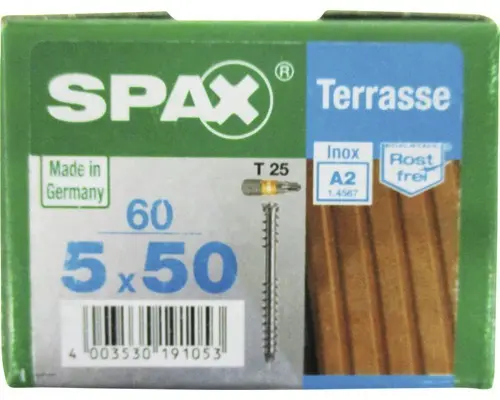 SPAX®
Terrasse
Made in
Germany
T 25
Inox
A2
1.4567
Rost
frei
60
5 x 50
4 003530 191053